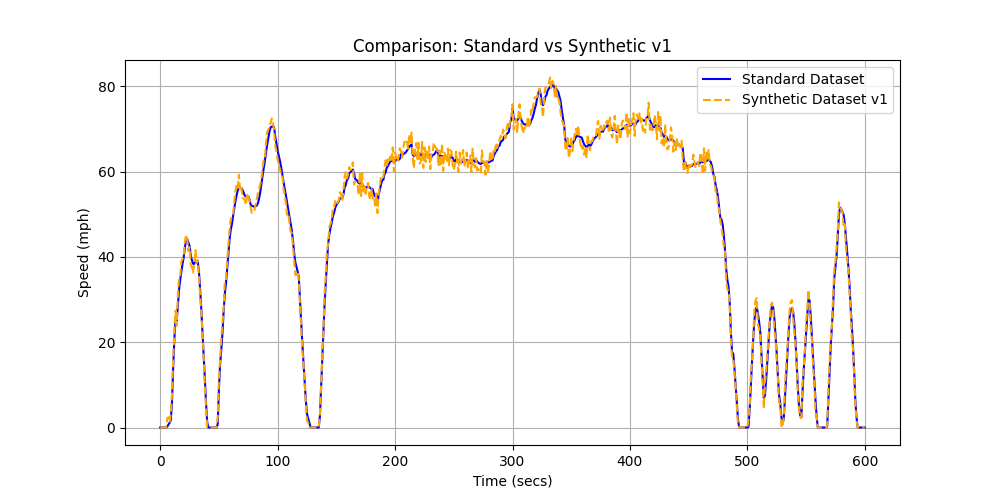 Comparison: Standard vs Synthetic v1
Standard Dataset
Synthetic Dataset v1
Speed (mph)
80
60
40
20
0
0 100 200 300 400 500 600
Time (secs)